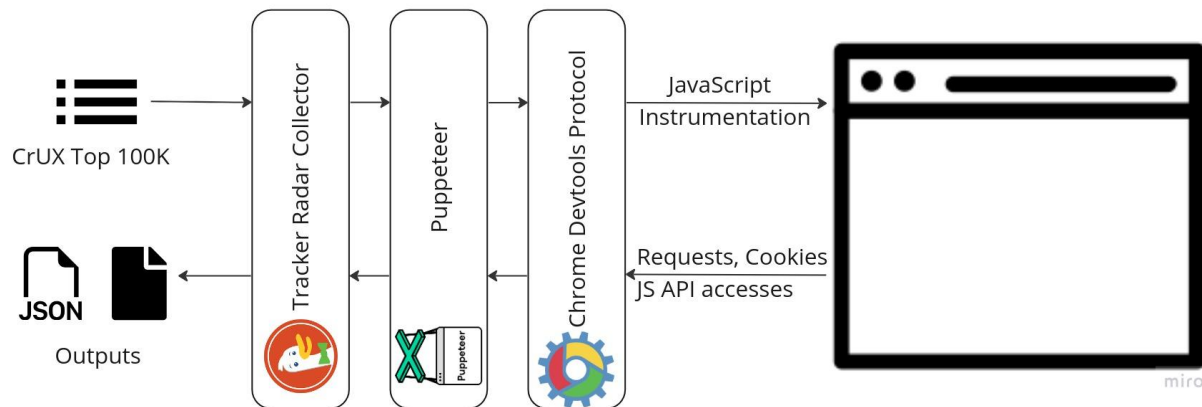 CrUX Top 100K
Tracker Radar Collector
Puppeteer
Chrome Devtools Protocol
JavaScript
Instrumentation
Requests, Cookies
JS API accesses
JSON
Outputs
Puppeteer
miro